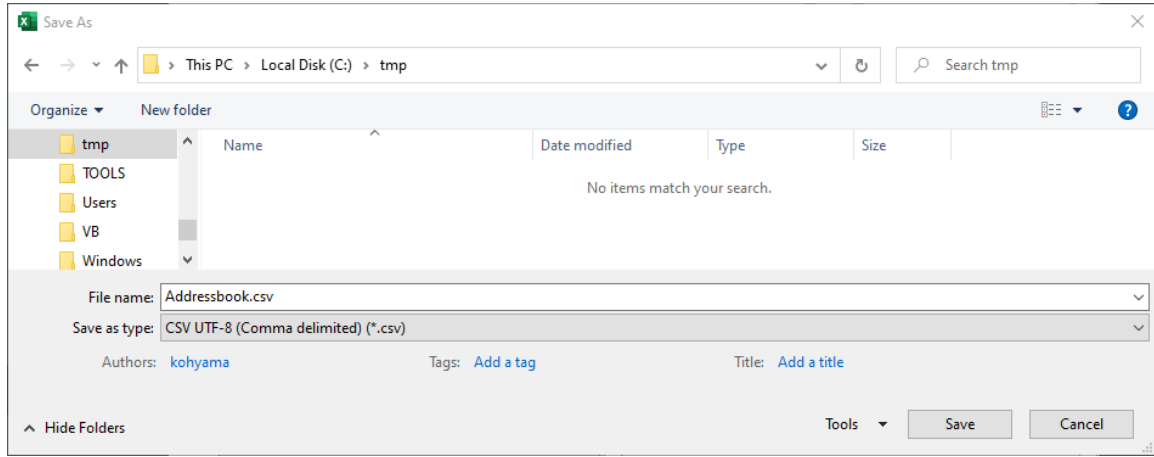 Save As
This PC > Local Disk (C:) > tmp
Search tmp
Organize
New folder
?
tmp
TOOLS
Users
VB
Windows
Name
Date modified
Type
Size
No items match your search.
File name: Addressbook.csv
Save as type: CSV UTF-8 (Comma delimited) (*.csv)
Authors: kohyama
Tags: Add a tag
Title: Add a title
Hide Folders
Tools
Save
Cancel